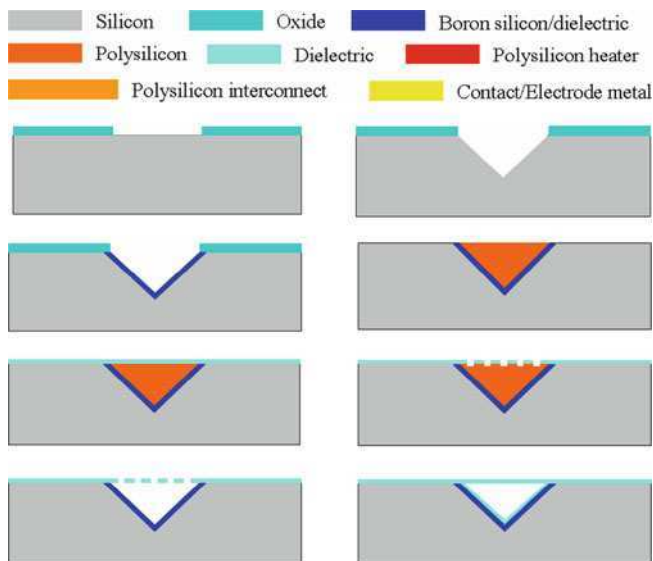 Silicon Oxide Boron silicon/dielectric
Polysilicon Dielectric Polysilicon heater
Polysilicon interconnect Contact/Electrode metal